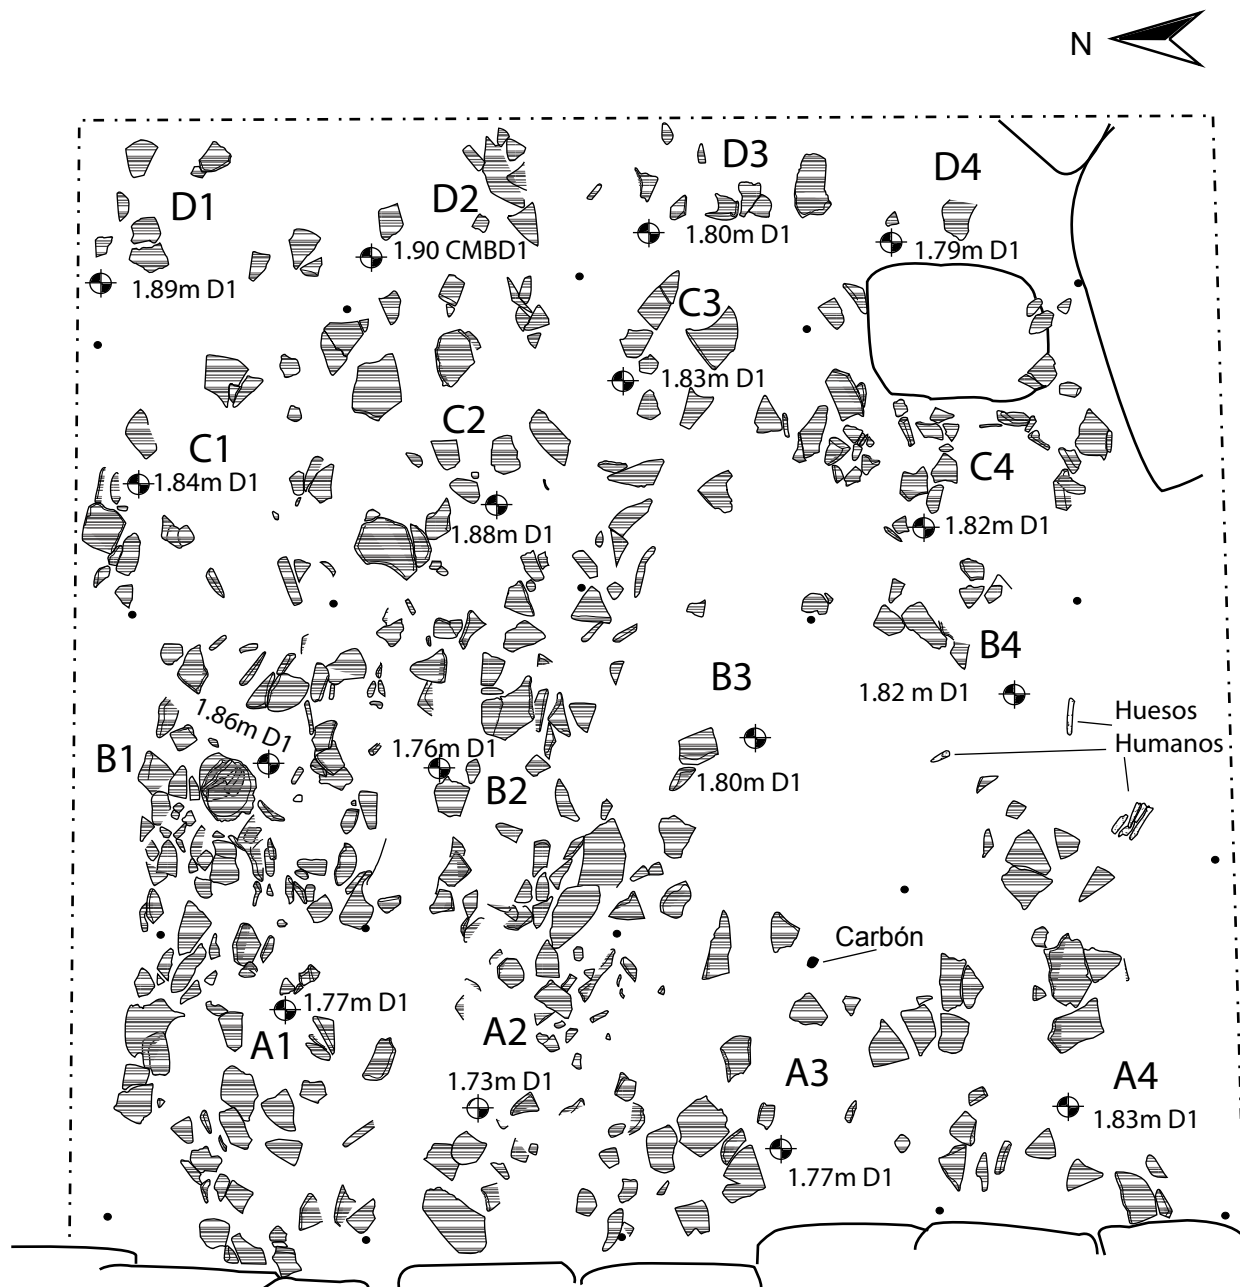 N
D3
D4
D1
D2
1.80m D1
1.79m D1
1.90 CMBD1
1.89m D1
C3
1.83m D1
C2
C1
C4
1.84m D1
1.88m D1
1.82m D1
B4
B3
1.82 m D1
Huesos
Humanos
1.86m D1
1.76m D1
B1
B2
1.80m D1
Carbón
1.77m D1
A2
A1
A3
A4
1.73m D1
1.83m D1
1.77m D1